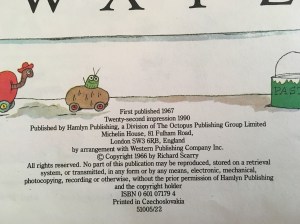 W A T E
PAST
First published 1967
Twenty-second impression 1990
Published by Hamlyn Publishing, a Division of The Octopus Publishing Group Limited
Michelin House, 81 Fulham Road,
London SW3 6RB, England
by arrangement with Western Publishing Company Inc.
© Copyright 1966 by Richard Scarry
All rights reserved. No part of this publication may be reproduced, stored on a retrieval
system, or transmitted, in any form or by any means, electronic, mechanical,
photocopying, recording or otherwise, without the prior permission of Hamlyn Publishing
and the copyright holder
ISBN 0 601 07179 4
Printed in Czechoslovakia
51005/22